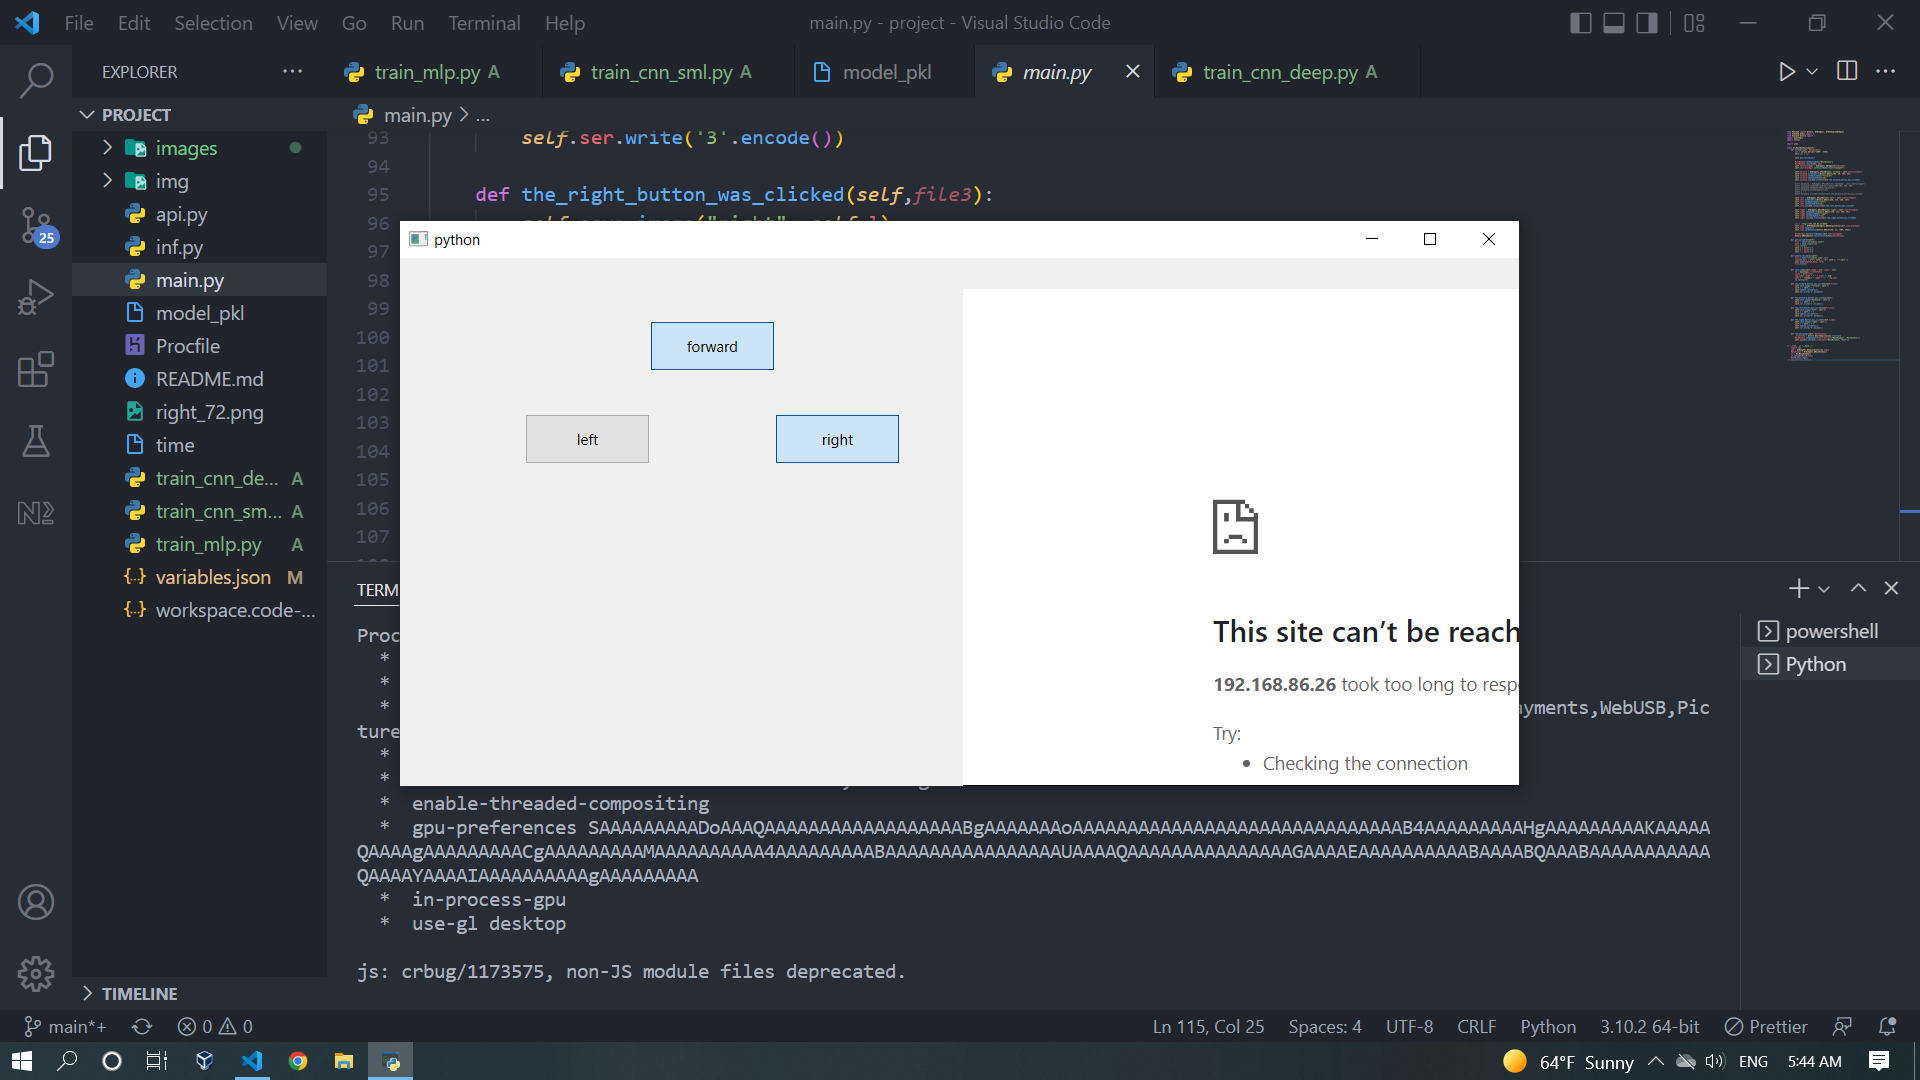 File Edit Selection View Go Run Terminal Help
main.py - project - Visual Studio Code
EXPLORER ···
train_mlp.py A
train_cnn_sml.py A
model_pkl
main.py
train_cnn_deep.py A
PROJECT
images
img
api.py
inf.py
main.py
model_pkl
Procfile
README.md
right_72.png
time
train_cnn_de... A
train_cnn_sm... A
train_mlp.py A
variables.json M
workspace.code-...
TIMELINE
25
main.py > ...
93 self.ser.write('3'.encode())
94
95 def the_right_button_was_clicked(self,file3):
96
97
98
99
100
101
102
103
104
105
106
107
python
forward
left
right
This site can't be reach
192.168.86.26 took too long to resp
Try:
• Checking the connection
TERM
Proc
*
*
* ayments,WebUSB,Pic
ture
*
*
* enable-threaded-compositing
* in-process-gpu
* use-gl desktop
js: crbug/1173575, non-JS module files deprecated.
powershell
Python
main*+ 0 0
Ln 115, Col 25 Spaces: 4 UTF-8 CRLF Python 3.10.2 64-bit Prettier
64°F Sunny ENG 5:44 AM